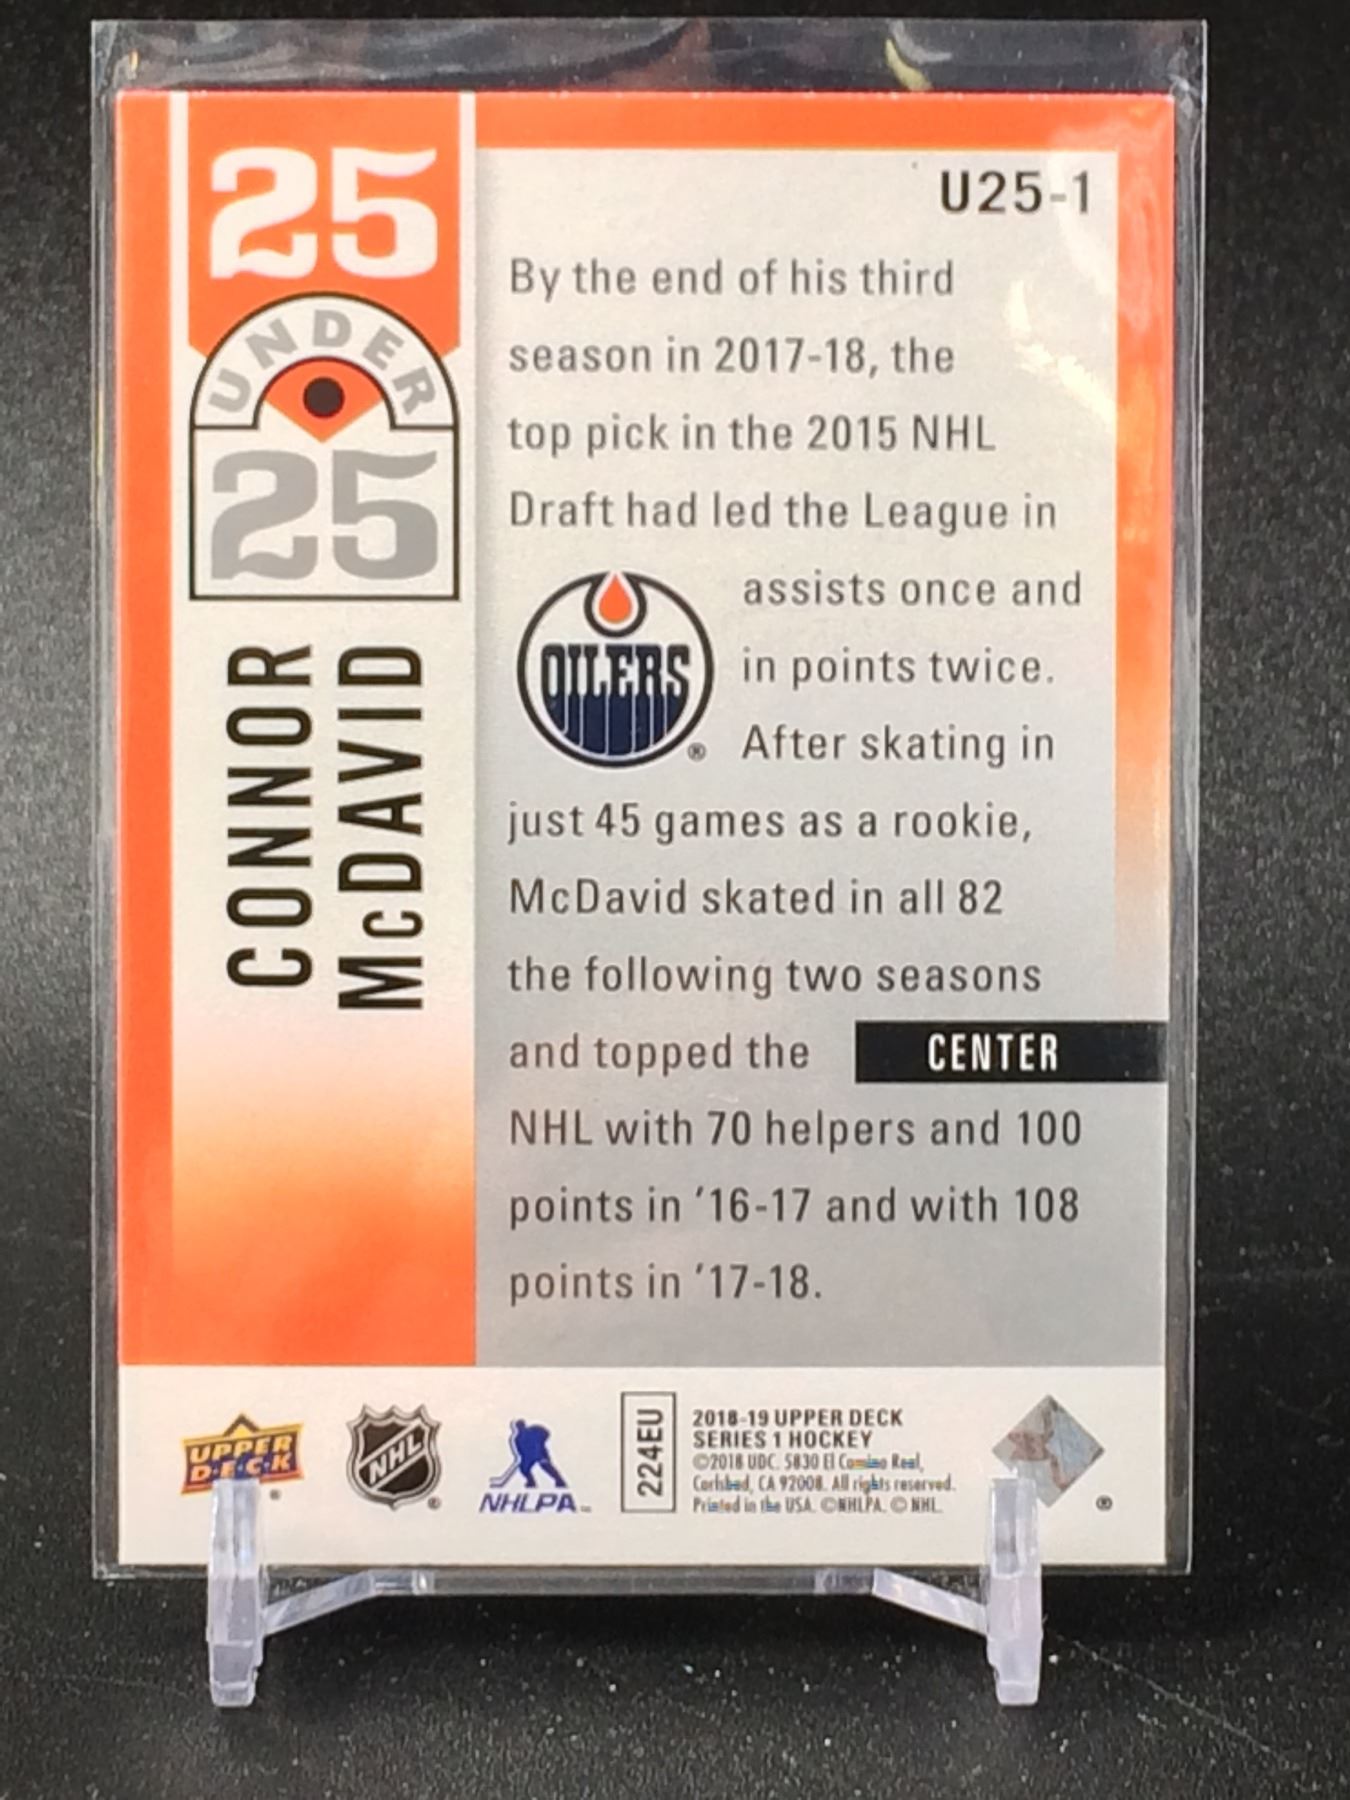 25
UNDER
25
CONNOR
McDAVID
U25-1
By the end of his third
season in 2017-18, the
top pick in the 2015 NHL
Draft had led the League in
assists once and
in points twice.
After skating in
just 45 games as a rookie,
McDavid skated in all 82
the following two seasons
and topped the
NHL with 70 helpers and 100
points in '16-17 and with 108
points in '17-18.
OILERS
®
CENTER
UPPER
D•E•C•K
®
NHL
®
NHLPA™
224EU
2018-19 UPPER DECK
SERIES 1 HOCKEY
©2018 UDC. 5830 El Camino Real,
Carlsbad, CA 92008. All rights reserved.
Printed in the USA. ©NHLPA. © NHL.
®